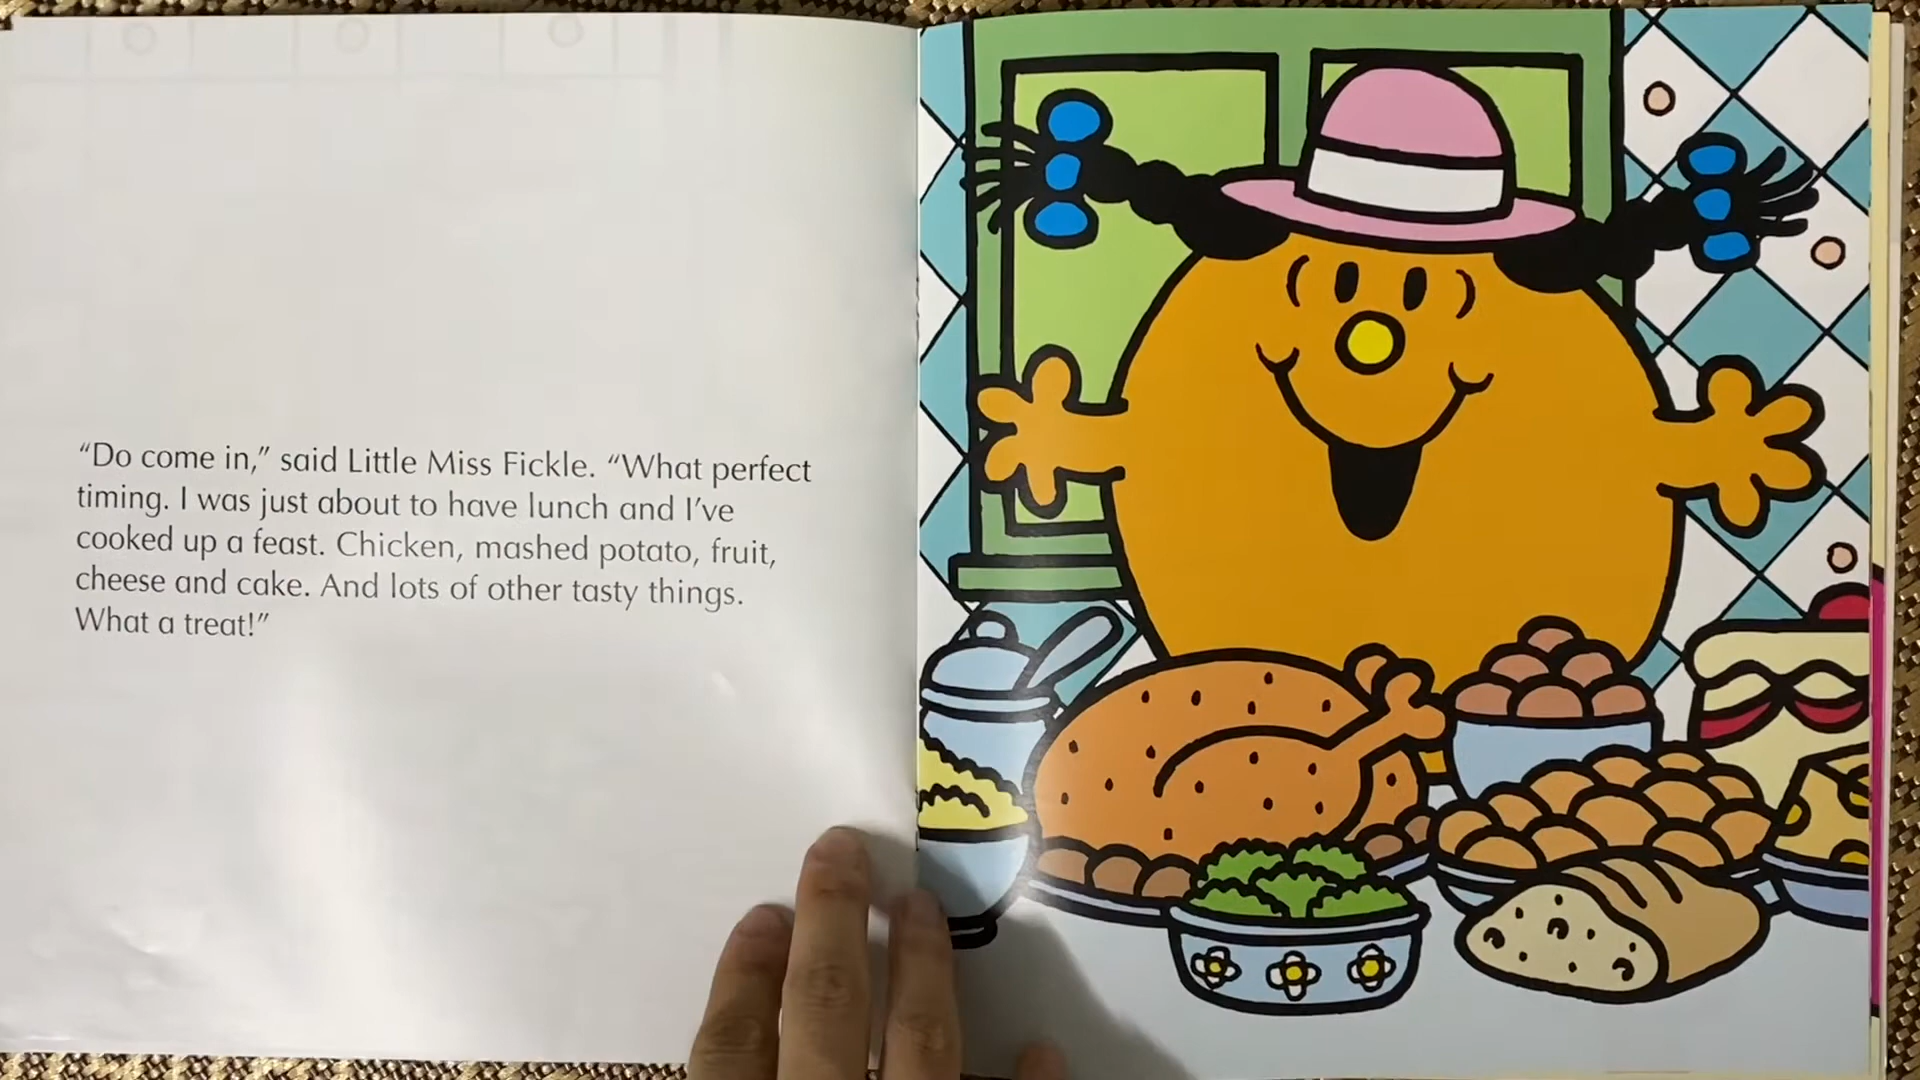 “Do come in,” said Little Miss Fickle. “What perfect
timing. I was just about to have lunch and I’ve
cooked up a feast. Chicken, mashed potato, fruit,
cheese and cake. And lots of other tasty things.
What a treat!”